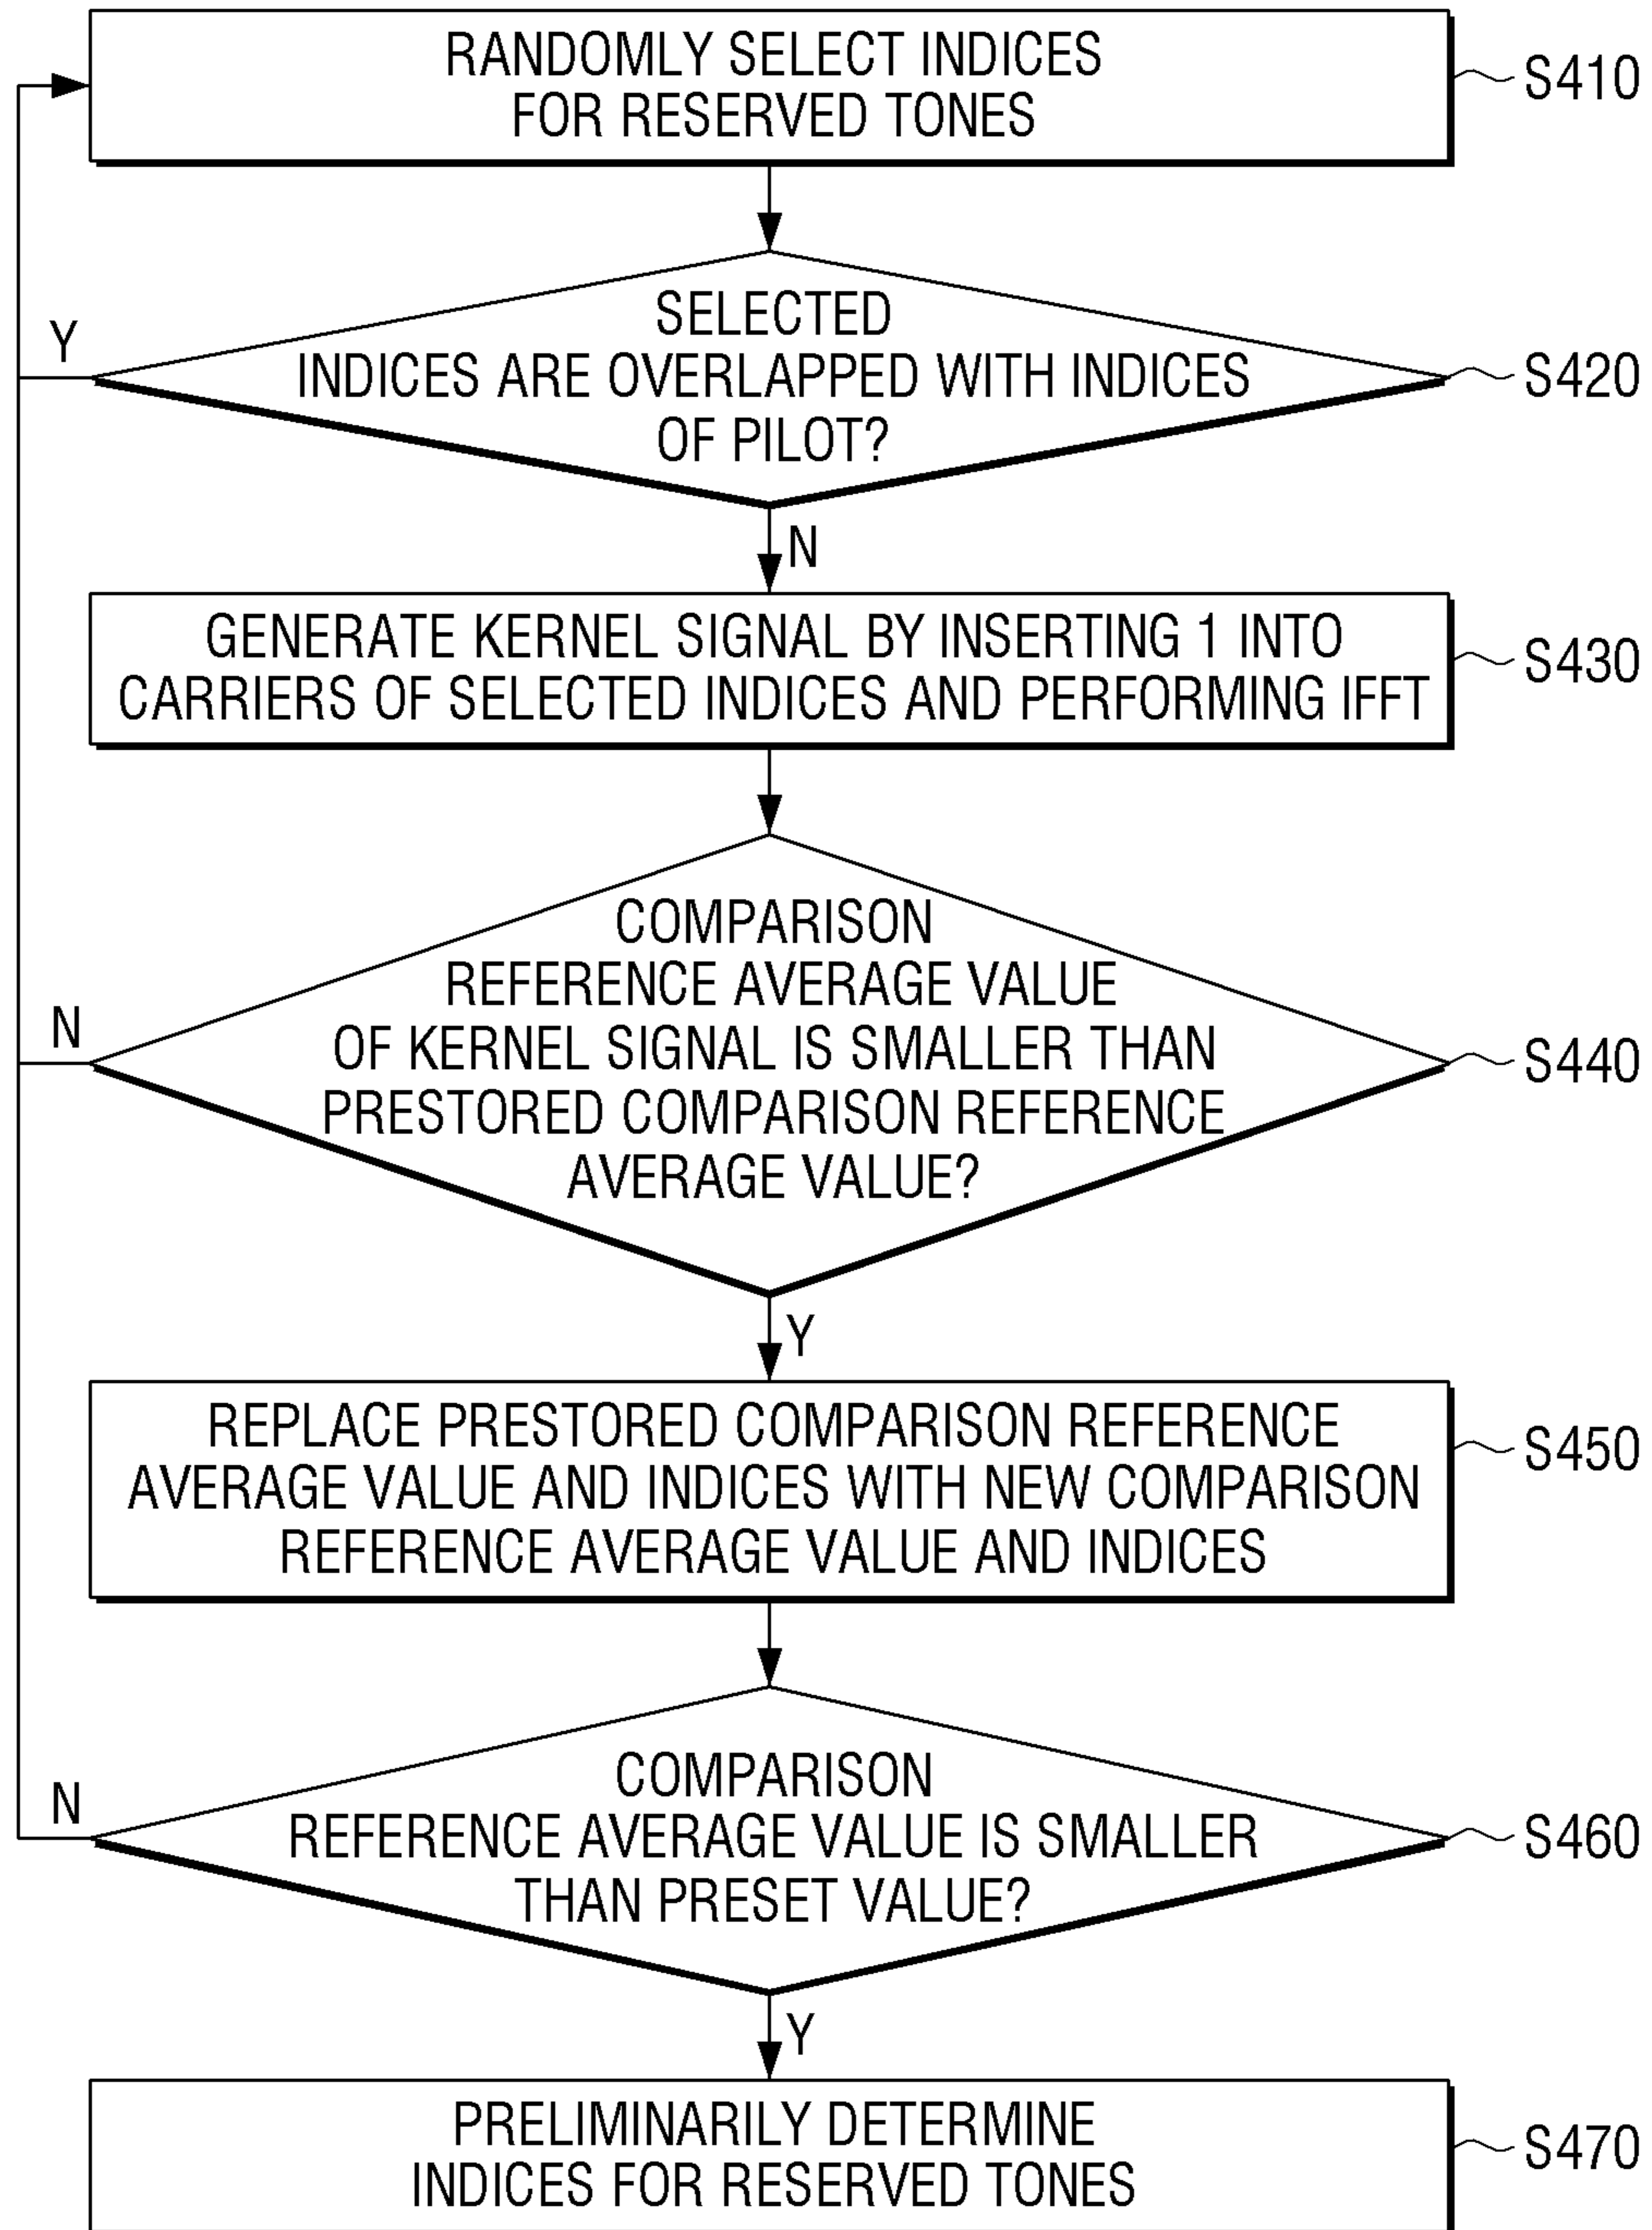 RANDOMLY SELECT INDICES
FOR RESERVED TONES
S410
SELECTED
INDICES ARE OVERLAPPED WITH INDICES
OF PILOT?
Y
S420
N
GENERATE KERNEL SIGNAL BY INSERTING 1 INTO
CARRIERS OF SELECTED INDICES AND PERFORMING IFFT
S430
COMPARISON
REFERENCE AVERAGE VALUE
OF KERNEL SIGNAL IS SMALLER THAN
PRESTORED COMPARISON REFERENCE
AVERAGE VALUE?
N
S440
Y
REPLACE PRESTORED COMPARISON REFERENCE
AVERAGE VALUE AND INDICES WITH NEW COMPARISON
REFERENCE AVERAGE VALUE AND INDICES
S450
COMPARISON
REFERENCE AVERAGE VALUE IS SMALLER
THAN PRESET VALUE?
N
S460
Y
PRELIMINARILY DETERMINE
INDICES FOR RESERVED TONES
S470